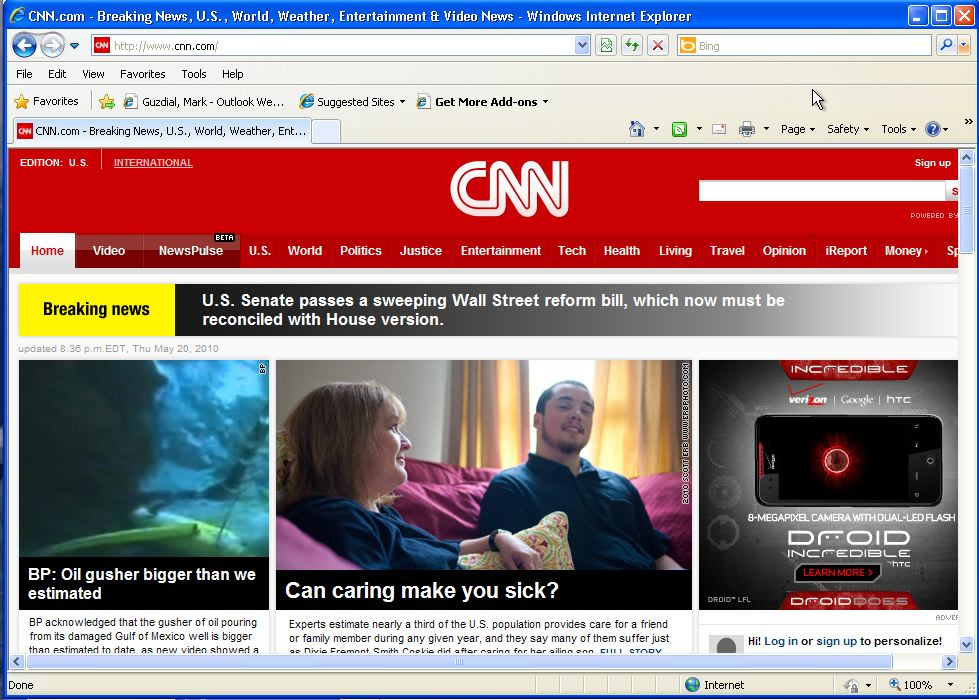 CNN.com - Breaking News, U.S., World, Weather, Entertainment & Video News - Windows Internet Explorer
CNN http://www.cnn.com/ Bing
File Edit View Favorites Tools Help
Favorites Guzdial, Mark - Outlook We... Suggested Sites Get More Add-ons
CNN CNN.com - Breaking News, U.S., World, Weather, Ent... Page Safety Tools »
EDITION: U.S. INTERNATIONAL Sign up
CNN
S
POWERED BY
BETA
Home Video NewsPulse U.S. World Politics Justice Entertainment Tech Health Living Travel Opinion iReport Money Sp
Breaking news
U.S. Senate passes a sweeping Wall Street reform bill, which now must be
reconciled with House version.
updated 8:36 p.m.EDT, Thu May 20, 2010
BP
2010 SCOTT ERB WWW.ERBPHOTO.COM
BP: Oil gusher bigger than we
estimated
BP acknowledged that the gusher of oil pouring
from its damaged Gulf of Mexico well is bigger
than estimated to date, as new video showed a
Can caring make you sick?
Experts estimate nearly a third of the U.S. population provides care for a friend
or family member during any given year, and they say many of them suffer just
as Dixie Fremont-Smith Coskie did after caring for her ailing son. FULL STORY
INCREDIBLE
verizon | Google | hTC
8-MEGAPIXEL CAMERA WITH DUAL-LED FLASH
DROID
INCREDIBLE
by hTC
LEARN MORE >
DROID™ LFL
DROIDDOES
ADVER
Hi! Log in or sign up to personalize!
Done Internet 100%